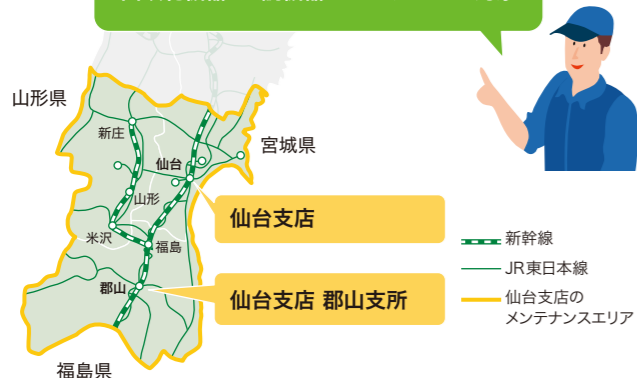 山形県
新庄
仙台
宮城県
山形
仙台支店
米沢
福島
新幹線
JR東日本線
郡山
仙台支店 郡山支所
仙台支店の
メンテナンスエリア
福島県